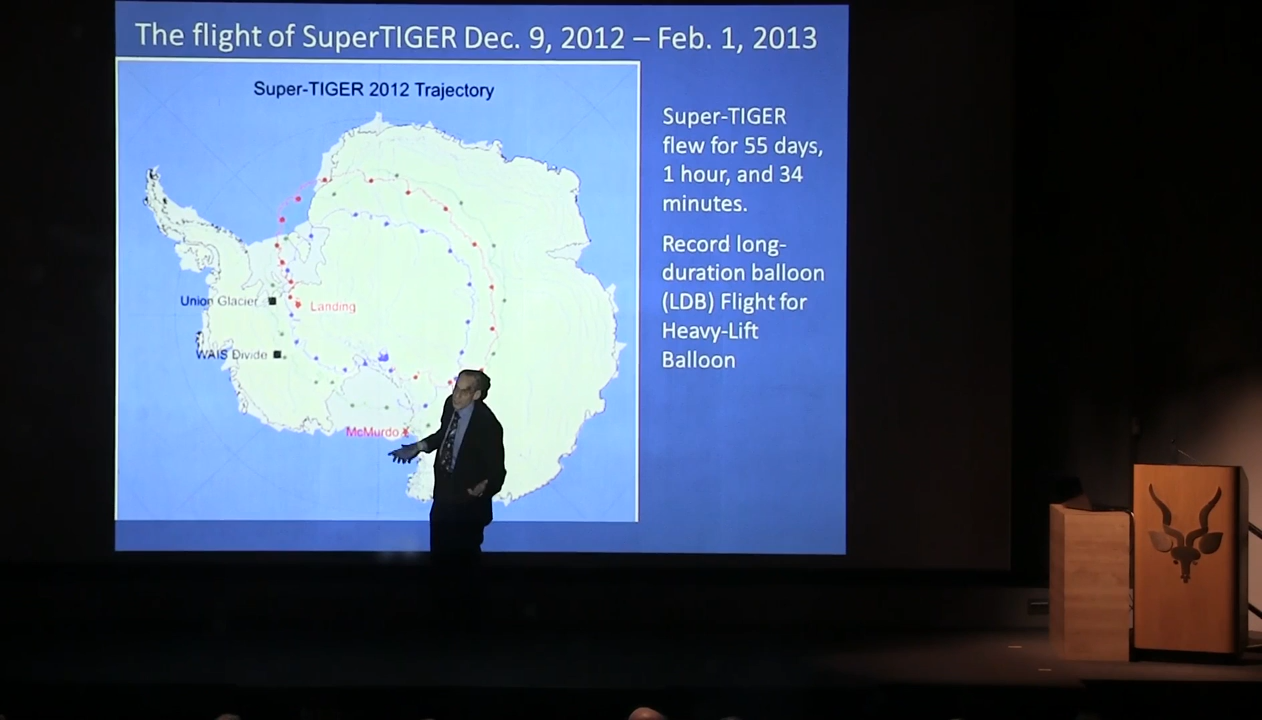 The flight of SuperTIGER Dec. 9, 2012 – Feb. 1, 2013
Super-TIGER 2012 Trajectory
Super-TIGER
flew for 55 days,
1 hour, and 34
minutes.
Record long-
duration balloon
(LDB) Flight for
Heavy-Lift
Balloon
Union Glacier
Landing
WAIS Divide
McMurdo